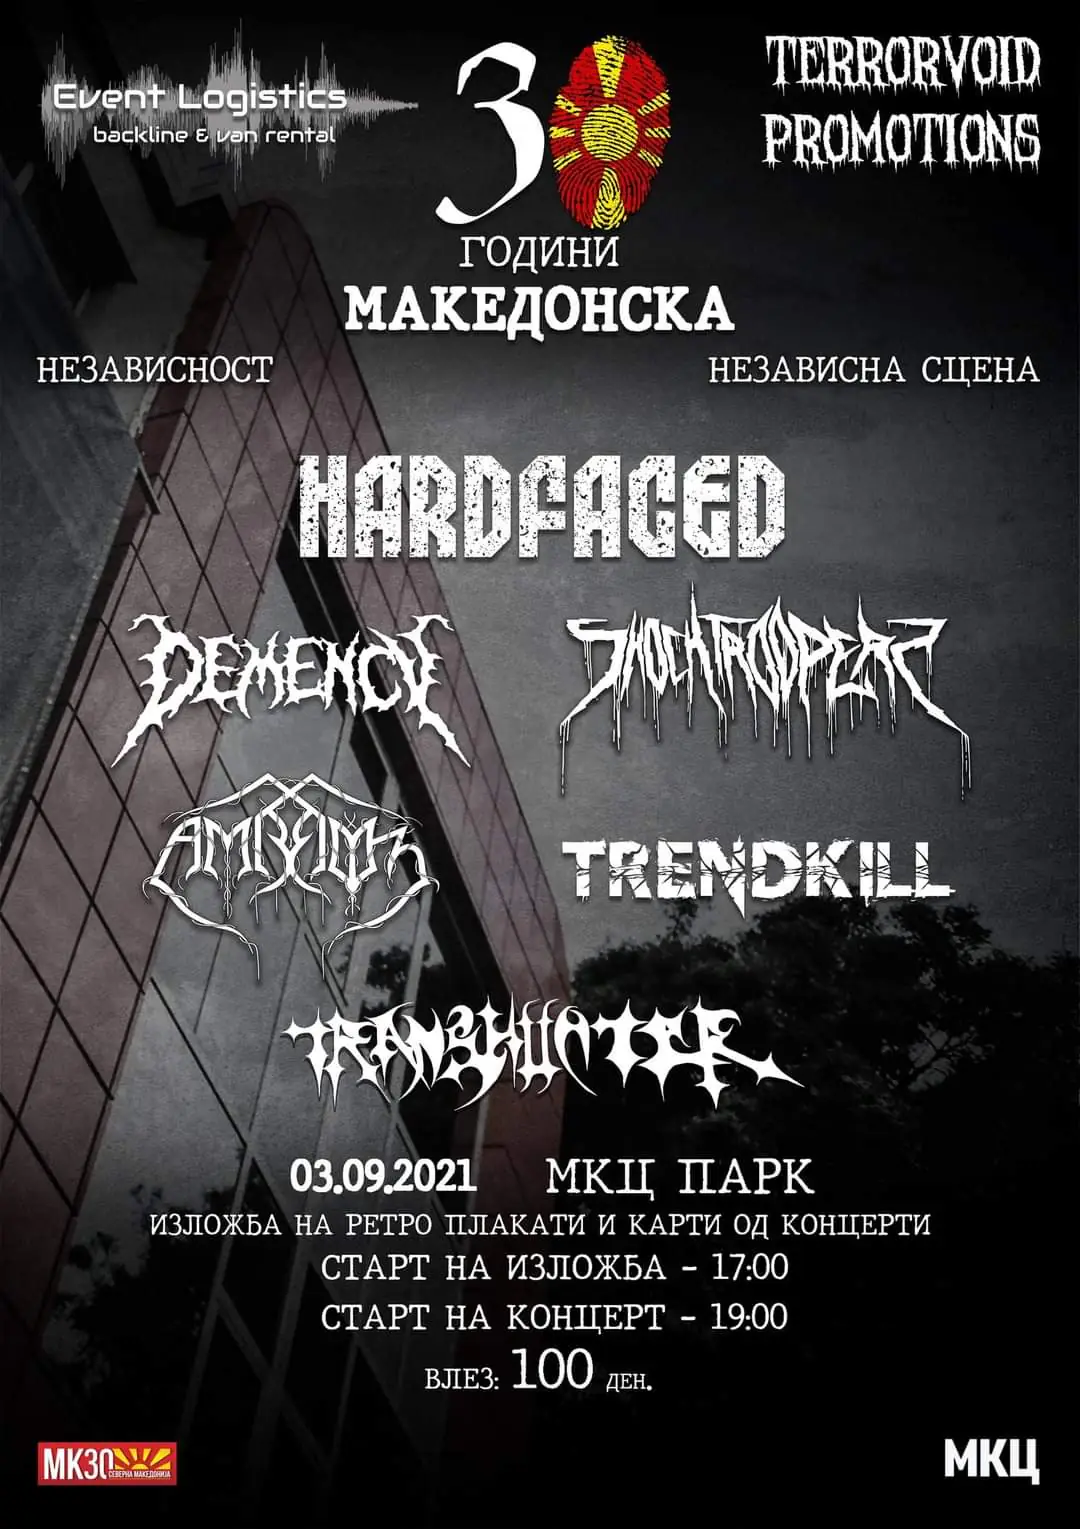 Event Logistics
backline & van rental
30
TERRORVOID
PROMOTIONS
ГОДИНИ
МАКЕДОНСКА
НЕЗАВИСНОСТ
НЕЗАВИСНА СЦЕНА
HARDFACED
DEMENCY
SHOCKTROOPERS
TRENDKILL
TRANSHUNTER
03.09.2021 МКЦ ПАРК
ИЗЛОЖБА НА РЕТРО ПЛАКАТИ И КАРТИ ОД КОНЦЕРТИ
СТАРТ НА ИЗЛОЖБА - 17:00
СТАРТ НА КОНЦЕРТ - 19:00
ВЛЕЗ: 100 ДЕН.
МК30
СЕВЕРНА МАКЕДОНИЈА
МКЦ